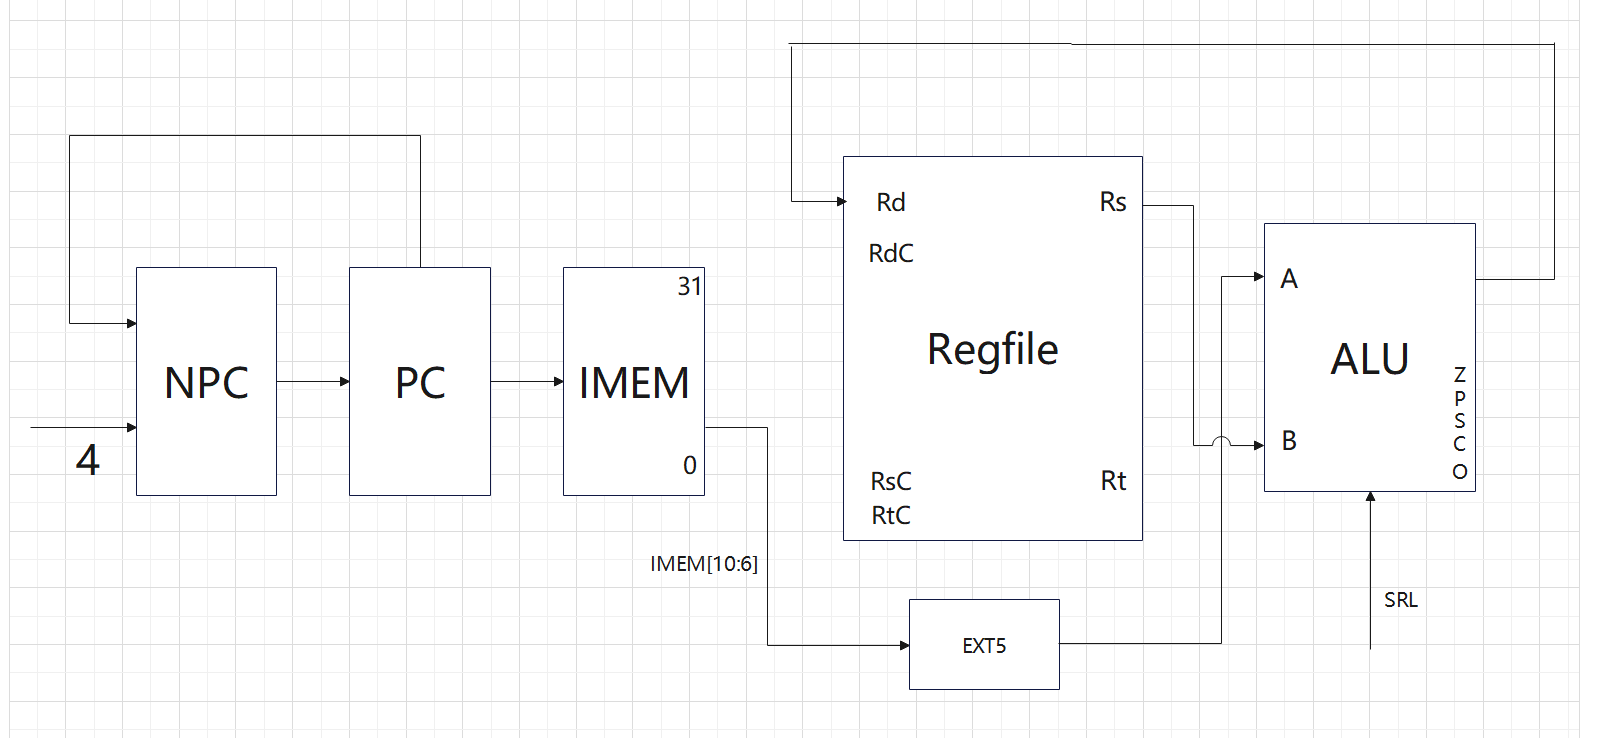 NPC
4
PC
31
IMEM
0
IMEM[10:6]
Rd
Rs
RdC
Regfile
RsC
Rt
RtC
EXT5
A
ALU
B
Z
P
S
C
O
SRL